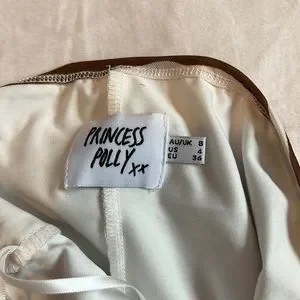 PRINCESS
POLLY xx
AU/UK 8
US 4
EU 36